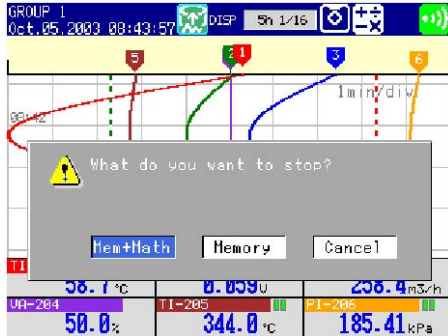 GROUP 1
Oct.05.2003 08:43:57 DISP 5h 1/16
5 2 1 3 6
1min/div
08:42
What do you want to stop?
Mem+Math Memory Cancel
58.7 °C 0.059 V 258.4 m3/h
VA-204 TI-205 PI-206
50.0 % 344.0 °C 185.41 kPa